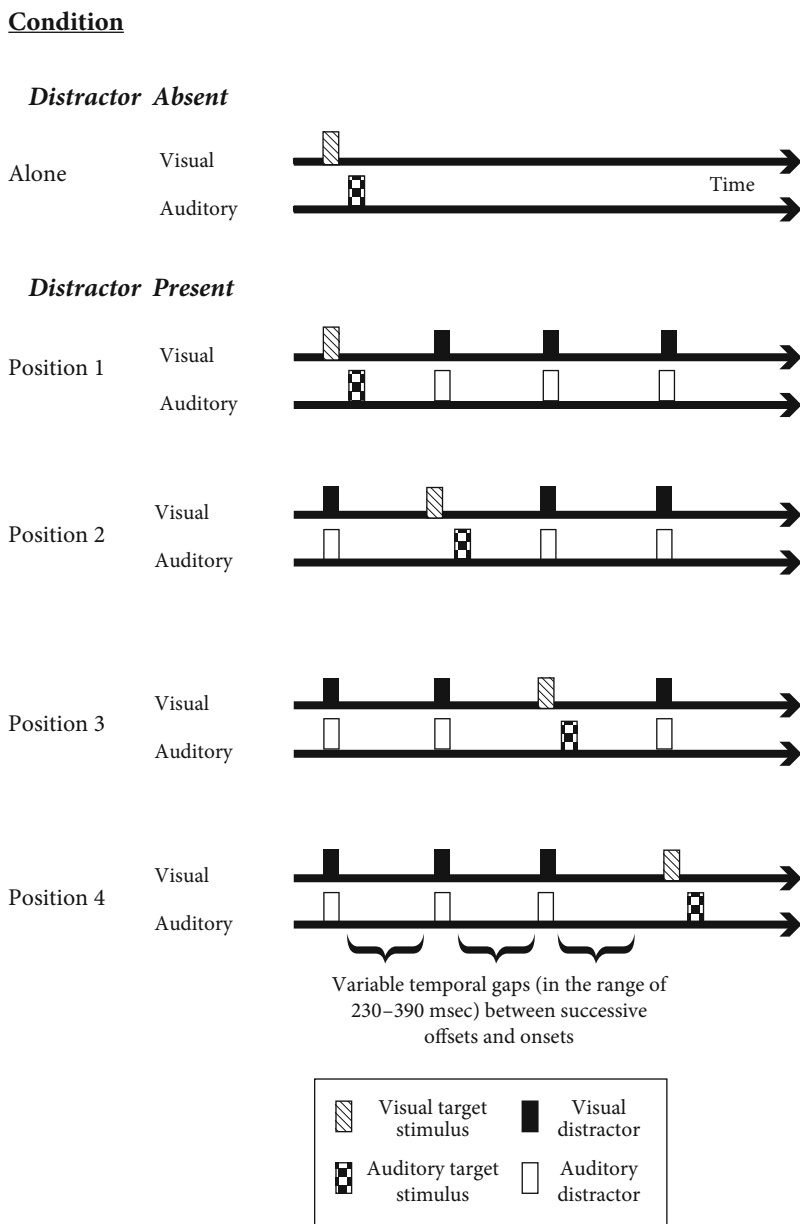 Condition
Distractor Absent
Alone
Visual
Time
Auditory
Distractor Present
Position 1
Visual
Auditory
Position 2
Visual
Auditory
Position 3
Visual
Auditory
Position 4
Visual
Auditory
Variable temporal gaps (in the range of
230–390 msec) between successive
offsets and onsets
Visual target
stimulus
Visual
distractor
Auditory target
stimulus
Auditory
distractor